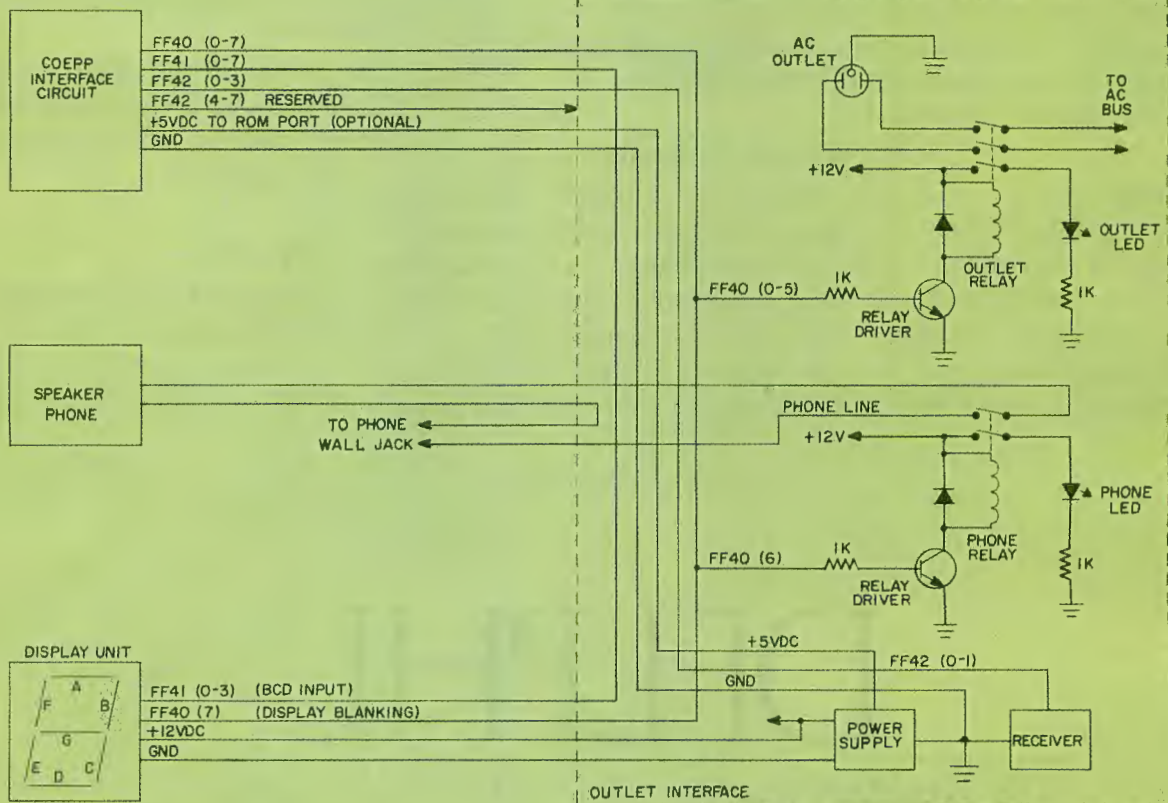 COEPP
INTERFACE
CIRCUIT
FF40 (0-7)
FF41 (0-7)
FF42 (0-3)
FF42 (4-7) RESERVED
+5VDC TO ROM PORT (OPTIONAL)
GND
AC
OUTLET
TO
AC
BUS
+12V
OUTLET
LED
OUTLET
RELAY
1K
FF40 (0-5)
1K
RELAY
DRIVER
SPEAKER
PHONE
TO PHONE
WALL JACK
PHONE LINE
+12V
PHONE
LED
PHONE
RELAY
1K
FF40 (6)
1K
RELAY
DRIVER
DISPLAY UNIT
A
F
B
G
E
C
D
FF41 (0-3) (BCD INPUT)
FF40 (7) (DISPLAY BLANKING)
+12VDC
GND
+5VDC
FF42 (0-1)
GND
POWER
SUPPLY
RECEIVER
OUTLET INTERFACE